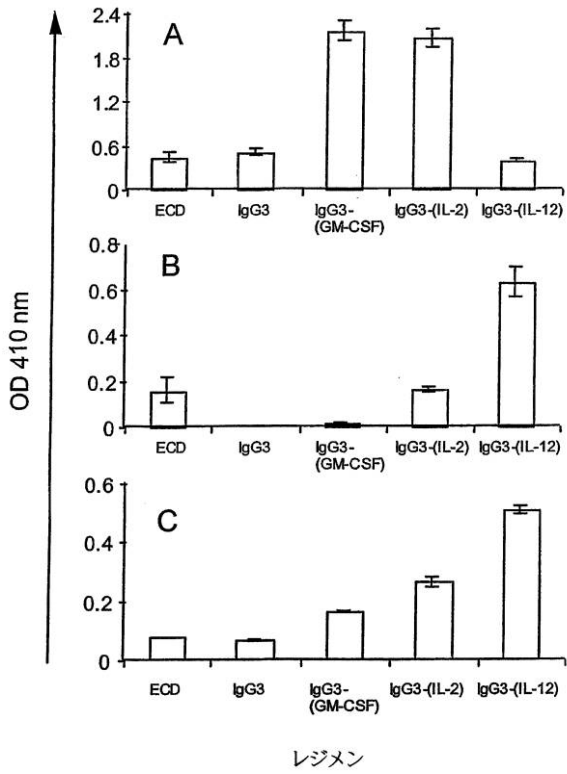 OD 410 nm
A
2.4
1.8
1.2
0.6
0
ECD IgG3 IgG3-(GM-CSF) IgG3-(IL-2) IgG3-(IL-12)
B
0.8
0.6
0.4
0.2
0
ECD IgG3 IgG3-(GM-CSF) IgG3-(IL-2) IgG3-(IL-12)
C
0.6
0.4
0.2
0
ECD IgG3 IgG3-(GM-CSF) IgG3-(IL-2) IgG3-(IL-12)
レジメン